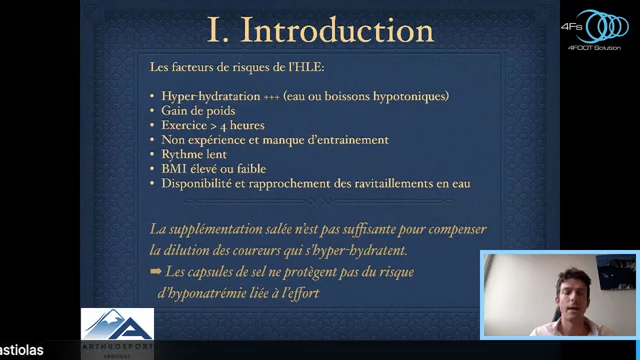 I. Introduction
4Fs
4FOOT Solution
Les facteurs de risques de l'HLE:
• Hyper-hydratation +++ (eau ou boissons hypotoniques)
• Gain de poids
• Exercice > 4 heures
• Non expérience et manque d'entrainement
• Rythme lent
• BMI élevé ou faible
• Disponibilité et rapprochement des ravitaillements en eau
La supplémentation salée n'est pas suffisante pour compenser
la dilution des coureurs qui s'hyper-hydratent.
➡ Les capsules de sel ne protègent pas du risque
d'hyponatrémie liée à l'effort
astiolas
ARTHROSPORT
ARGONAY